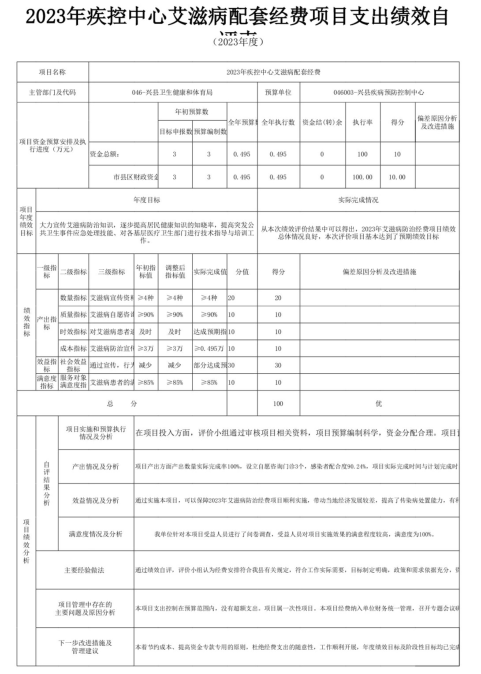 2023年疾控中心艾滋病配套经费项目支出绩效自
（2023年度）
项目名称 2023年疾控中心艾滋病配套经费
主管部门及代码 046-兴县卫生健康和体育局 预算单位 046003-兴县疾病预防控制中心
项目资金预算安排及执行进度（万元） 年初预算数 全年预算数 全年执行数 资金结(转)余 执行率 得分 偏差原因分析及改进措施
目标申报数 预算编制数
资金总额: 3 3 0.495 0.495 0 100 10
市县区财政资金 3 3 0.495 0.495 0 100.00 10.00
项目年度绩效目标 年度目标 实际完成情况
大力宣传艾滋病防治知识，逐步提高居民健康知识的知晓率，提高突发公共卫生事件应急处理技能。对各基层医疗卫生部门进行技术指导与培训工作。
从本次绩效评价结果中可以得出，2023年艾滋病防治经费项目绩效总体情况良好，本次评价项目基本达到了预期绩效目标
绩效指标 一级指标 二级指标 三级指标 年初指标值 调整后指标值 实际完成值 分值 得分 偏差原因分析及改进措施
产出指标 数量指标 艾滋病宣传资料 ≥4种 ≥4种 ≥4种 20 20
质量指标 艾滋病自愿咨询 ≥90% ≥90% ≥90% 10 10
时效指标 对艾滋病患者 及时 及时 达成预期指 10 10
成本指标 艾滋病防治宣传 ≥3万 ≥3万 ≥0.495万 10 10
效益指标 社会效益指标 通过宣传，行为 减少 减少 部分达成预 30 30
满意度指标 服务对象满意度指 艾滋病患者的满 ≥85% ≥85% ≥85% 10 10
总 分 100 优
项目绩效分析 自评结果分析 项目实施和预算执行情况及分析 在项目投入方面，评价小组通过审核项目相关资料，项目预算编制科学，资金分配合理。项目
产出情况及分析 项目产出方面产出数量实际完成率100%，设立自愿咨询门诊3个，感染者配合度90.24%，项目实际完成时间与计划完成时
效益情况及分析 通过实施本项目，可以保障2023年艾滋病防治经费项目顺利实施，带动当地经济发展较差，提高了传染病处置能力，有
满意度情况及分析 我单位针对本项目受益人员进行了问卷调查，受益人员对项目实施效果的满意程度较高，满意度为100%。
主要经验做法 通过绩效自评，评价小组认为经费安排符合我县有关规定，符合工作实际需要，目标制定明确，政策和需求依据充分，
项目管理中存在的主要问题及原因分析 本项目支出控制在预算范围内，没有超额支出。项目属一次性项目。本项目经费纳入单位财务统一管理，召开专题会议
下一步改进措施及管理建议 本着节约成本、提高资金专款专用的原则，杜绝经费支出的随意性，工作顺利开展，年度绩效目标及阶段性目标均已完成